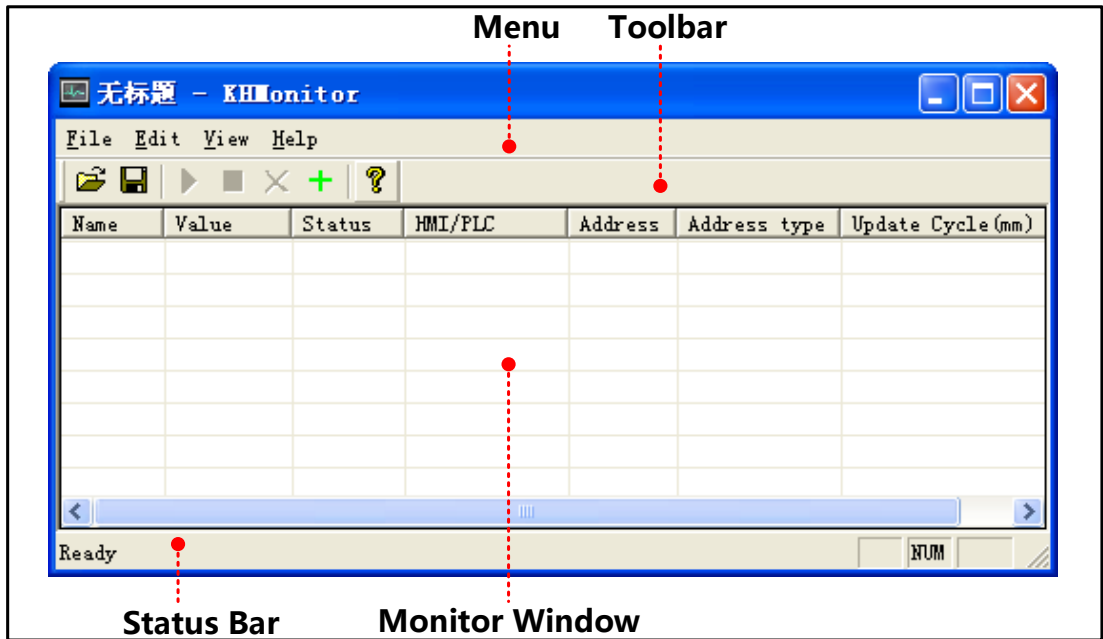 Menu Toolbar
无标题 - KHMonitor
File Edit View Help
Name Value Status HMI/PLC Address Address type Update Cycle(mm)
Ready NUM
Status Bar Monitor Window